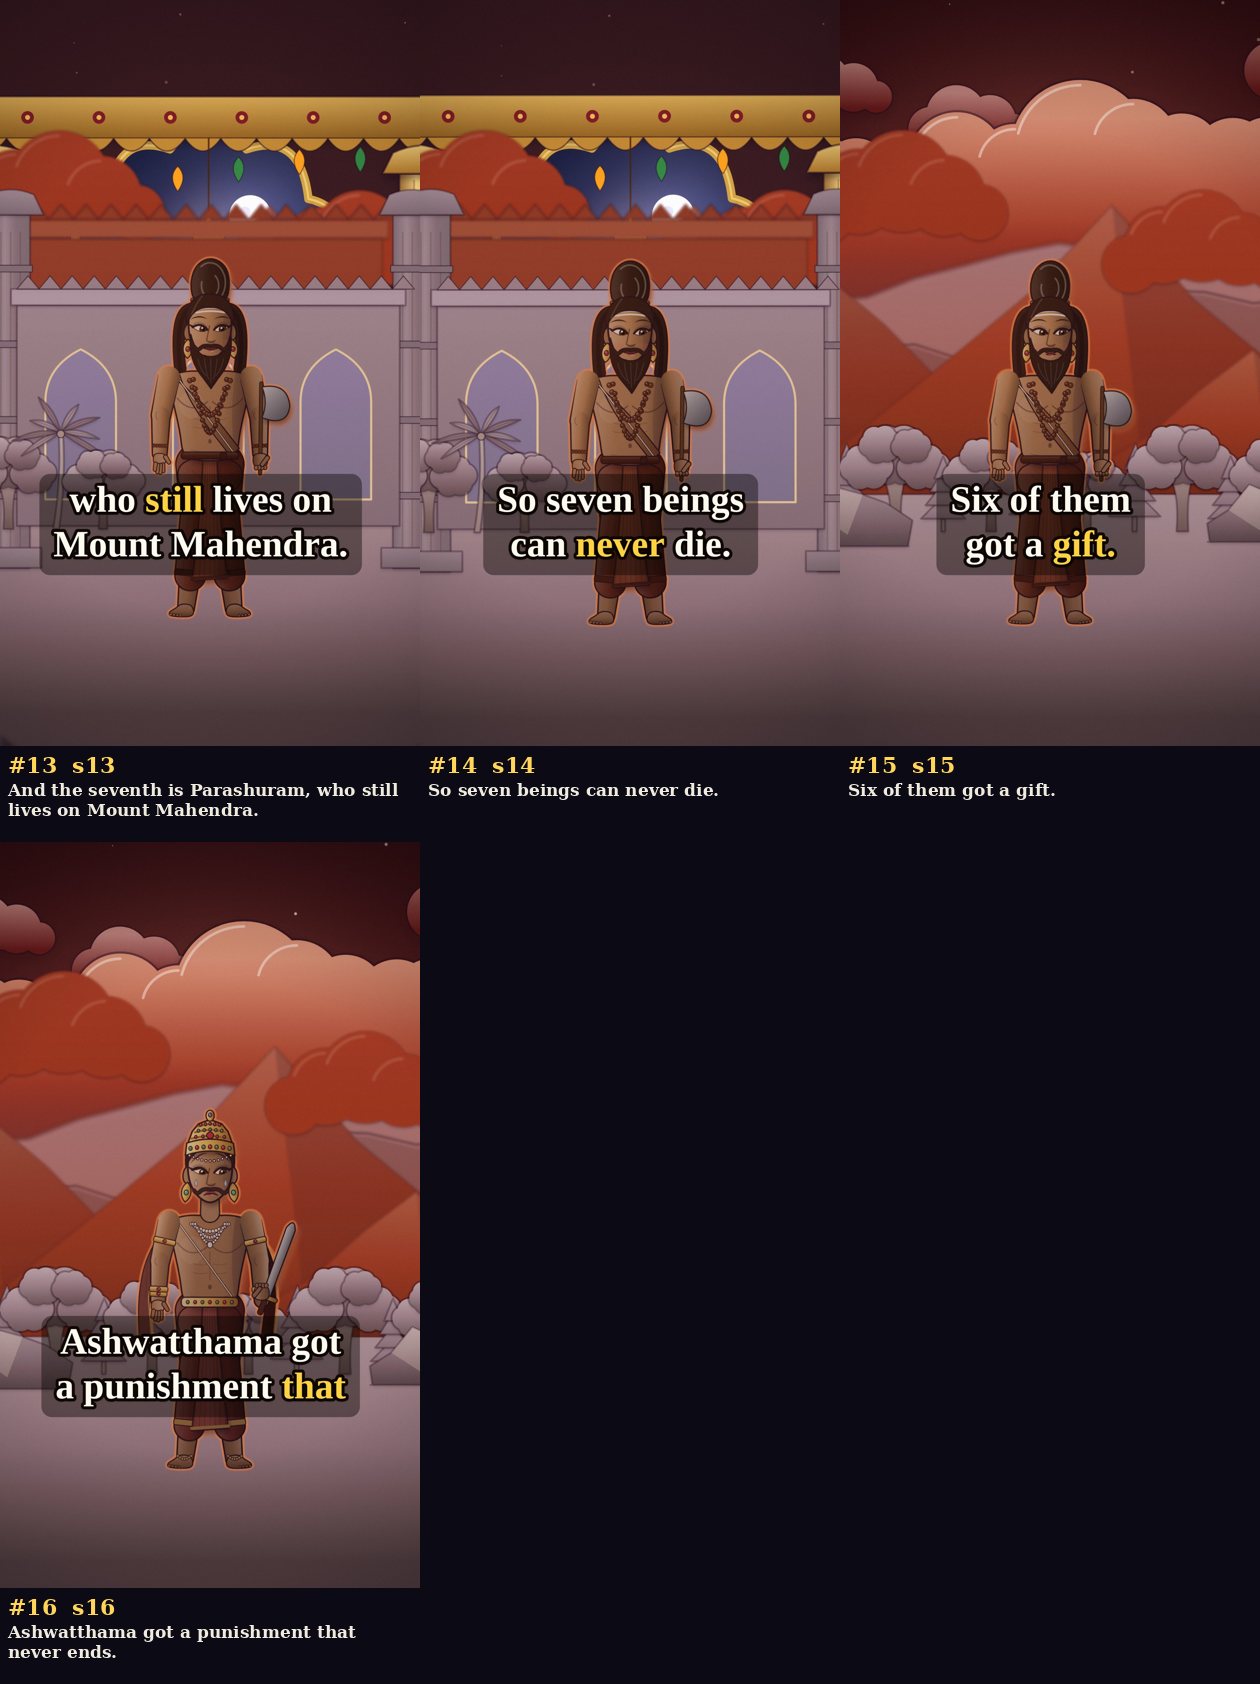 who still lives on
Mount Mahendra.
#13 s13
And the seventh is Parashuram, who still
lives on Mount Mahendra.
So seven beings
can never die.
#14 s14
So seven beings can never die.
Six of them
got a gift.
#15 s15
Six of them got a gift.
Ashwatthama got
a punishment that
#16 s16
Ashwatthama got a punishment that
never ends.